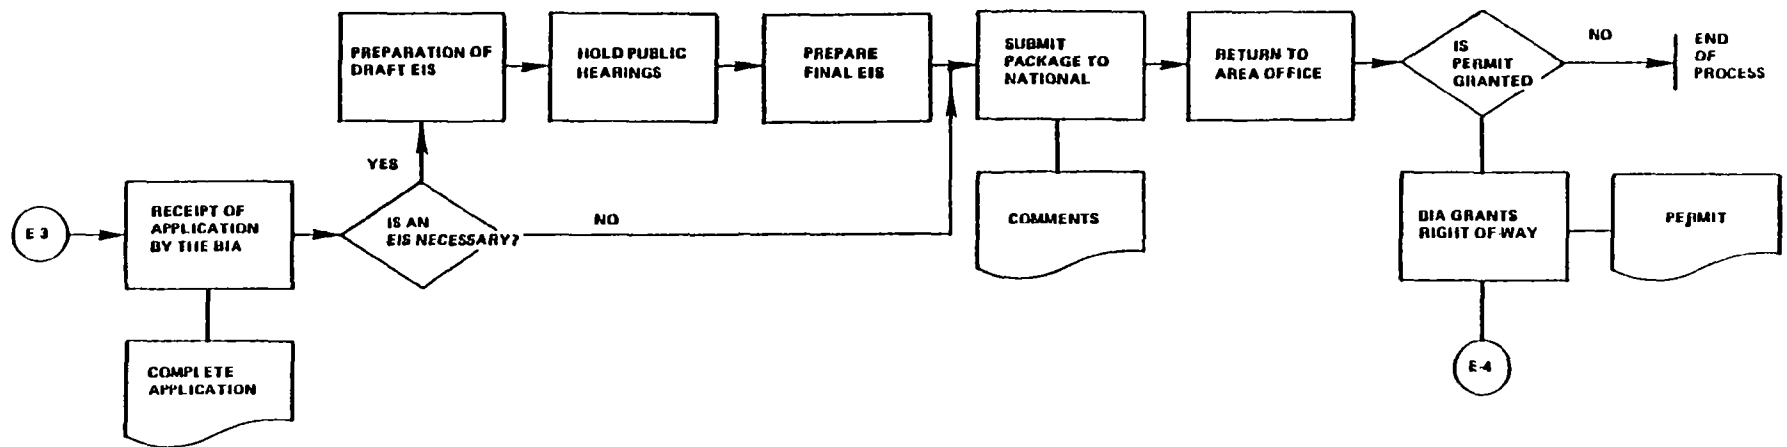 PREPARATION OF
DRAFT EIS
HOLD PUBLIC
HEARINGS
PREPARE
FINAL EIS
SUBMIT
PACKAGE TO
NATIONAL
RETURN TO
AREA OFFICE
IS
PERMIT
GRANTED
NO
END
OF
PROCESS
YES
E-3
RECEIPT OF
APPLICATION
BY THE BIA
IS AN
EIS NECESSARY?
NO
COMMENTS
BIA GRANTS
RIGHT-OF-WAY
PERMIT
COMPLETE
APPLICATION
E-4